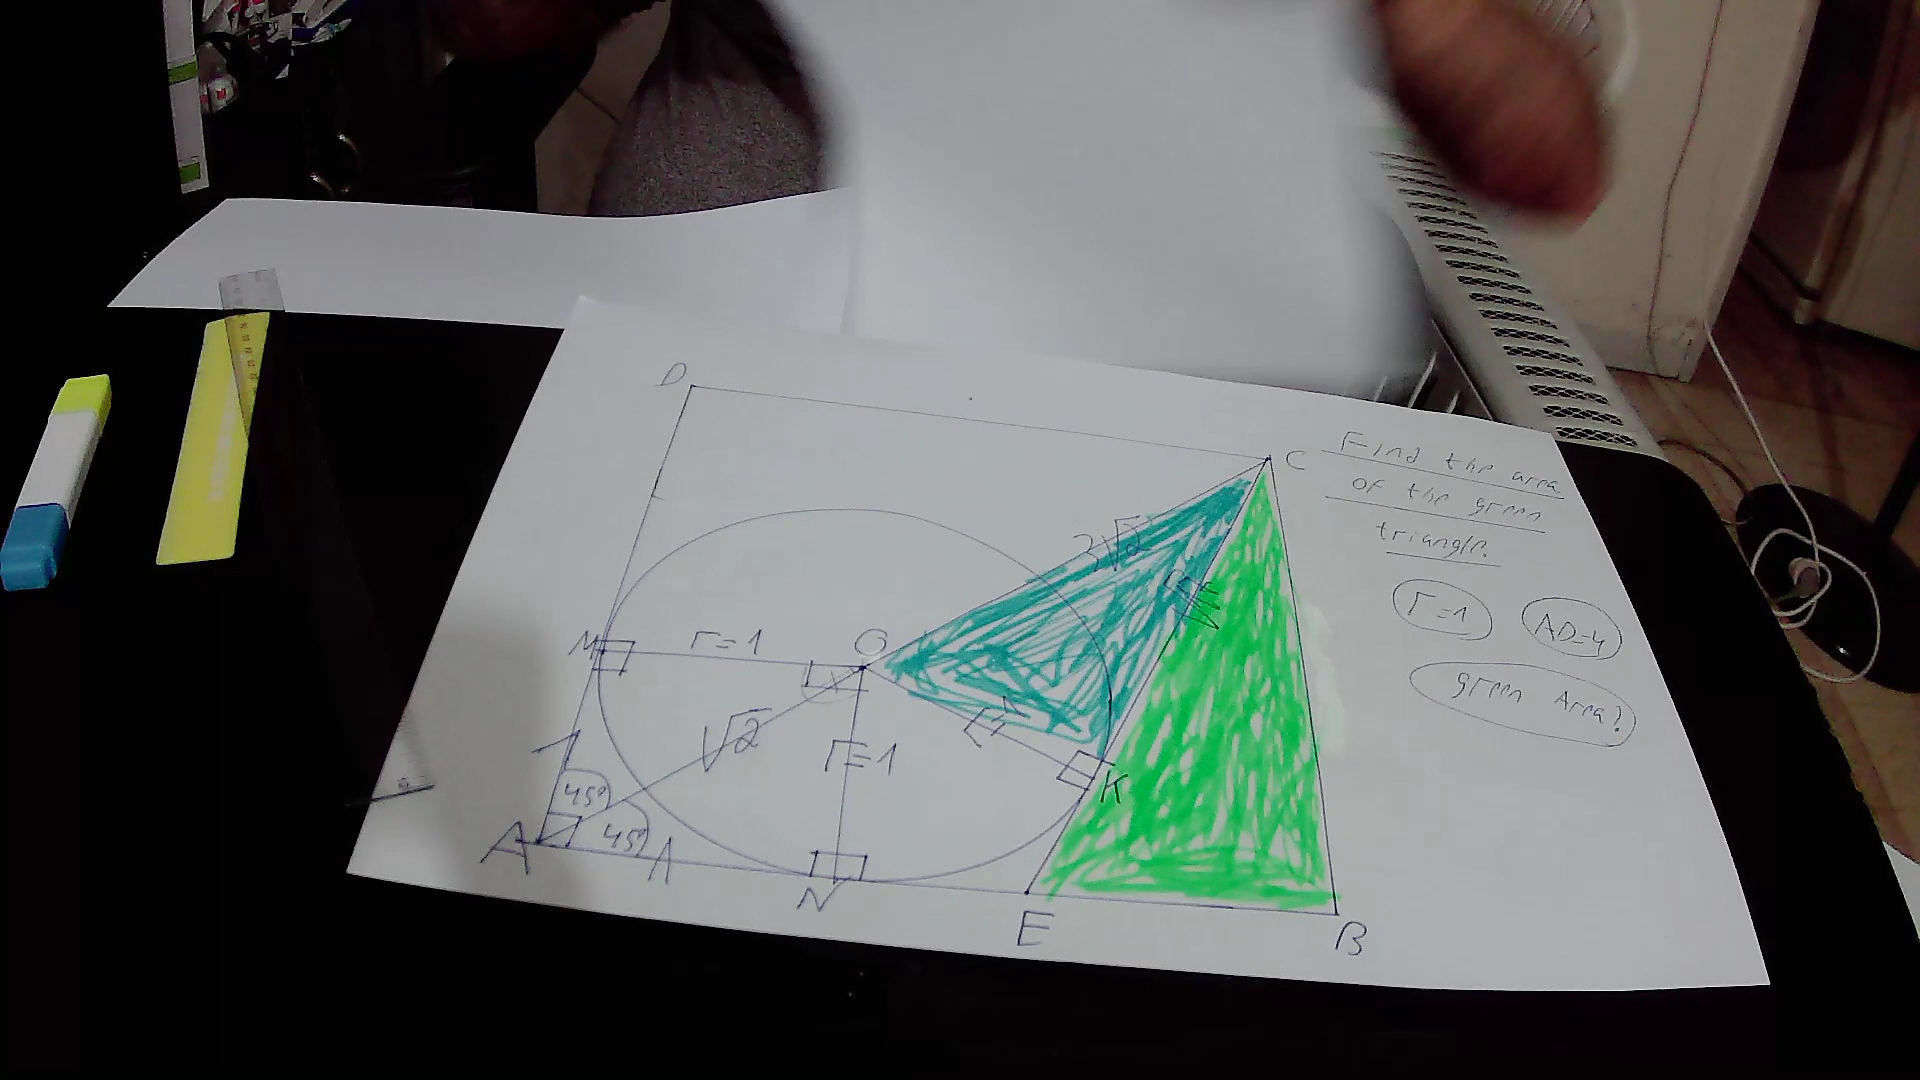 D
C
Find the area
of the green
triangle.
3√2
r=1
AD=4
green Area?
M
r=1
O
√2
r=1
1
K
45°
A
45°
1
N
E
B